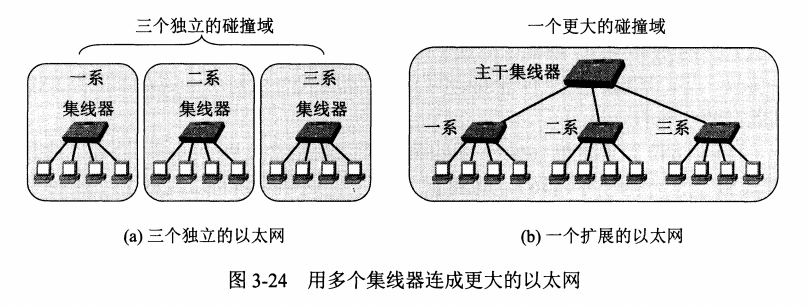 三个独立的碰撞域
一个更大的碰撞域
一系
集线器
二系
集线器
三系
集线器
主干集线器
一系
二系
三系
(a) 三个独立的以太网
(b) 一个扩展的以太网
图 3-24 用多个集线器连成更大的以太网